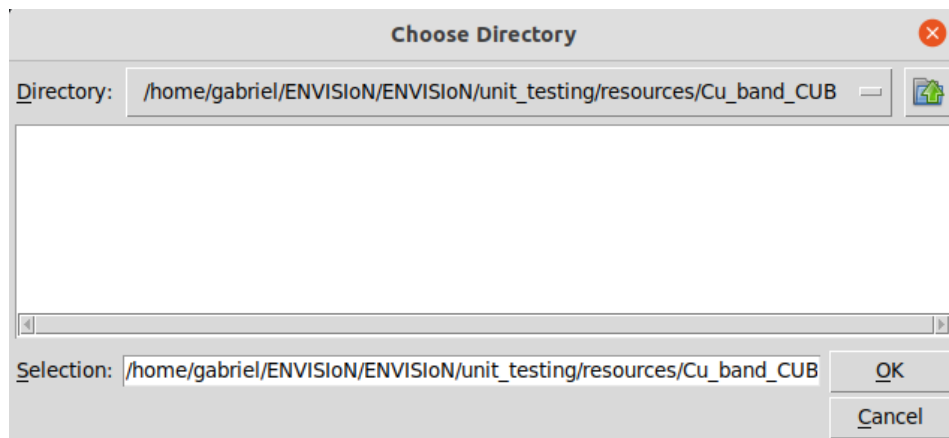 Choose Directory
Directory: /home/gabriel/ENVISIoN/ENVISIoN/unit_testing/resources/Cu_band_CUB
Selection: /home/gabriel/ENVISIoN/ENVISIoN/unit_testing/resources/Cu_band_CUB
OK
Cancel